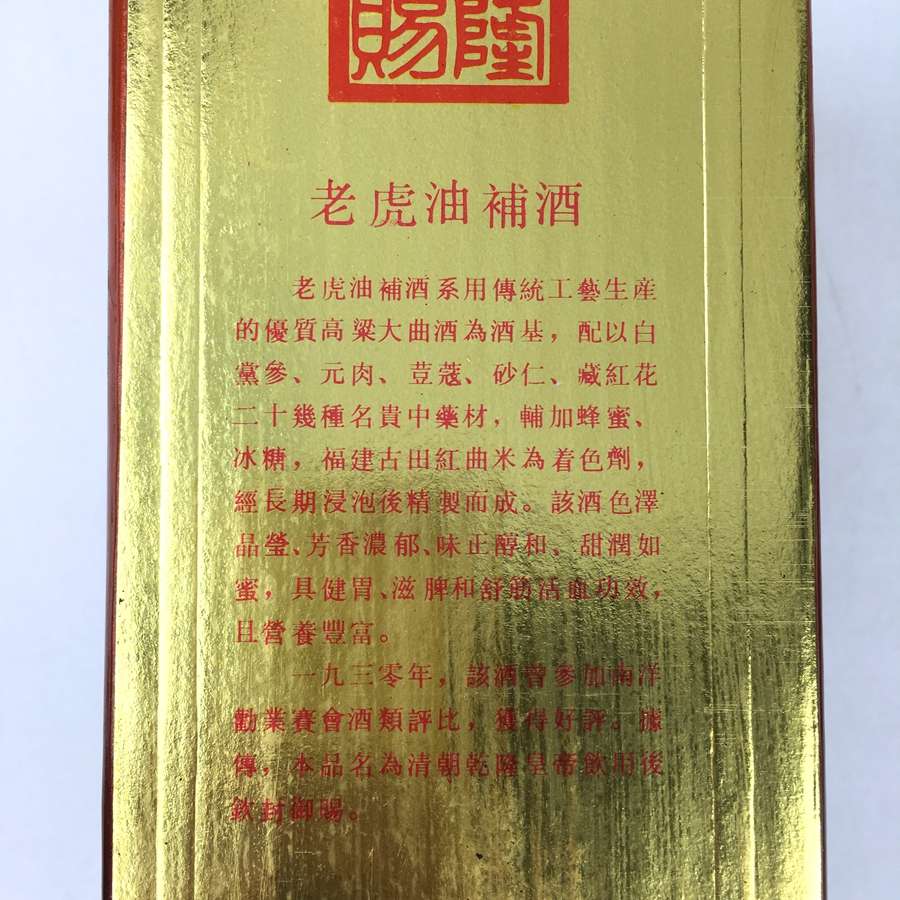 賜隆
老虎油補酒
老虎油補酒系用傳統工藝生産
的優質高粱大曲酒為酒基，配以白
黨參、元肉、荳蔻、砂仁、藏紅花
二十幾種名貴中藥材，輔加蜂蜜、
冰糖，福建古田紅曲米為着色劑，
經長期浸泡後精製而成。該酒色澤
晶瑩、芳香濃郁、味正醇和、甜潤如
蜜，具健胃、滋脾和舒筋活血功效，
且營養豐富。
一九三零年，該酒曾參加南洋
勸業賽會酒類評比，獲得好評。據
傳，本品名為清朝乾隆皇帝飲用後
欽封御賜。